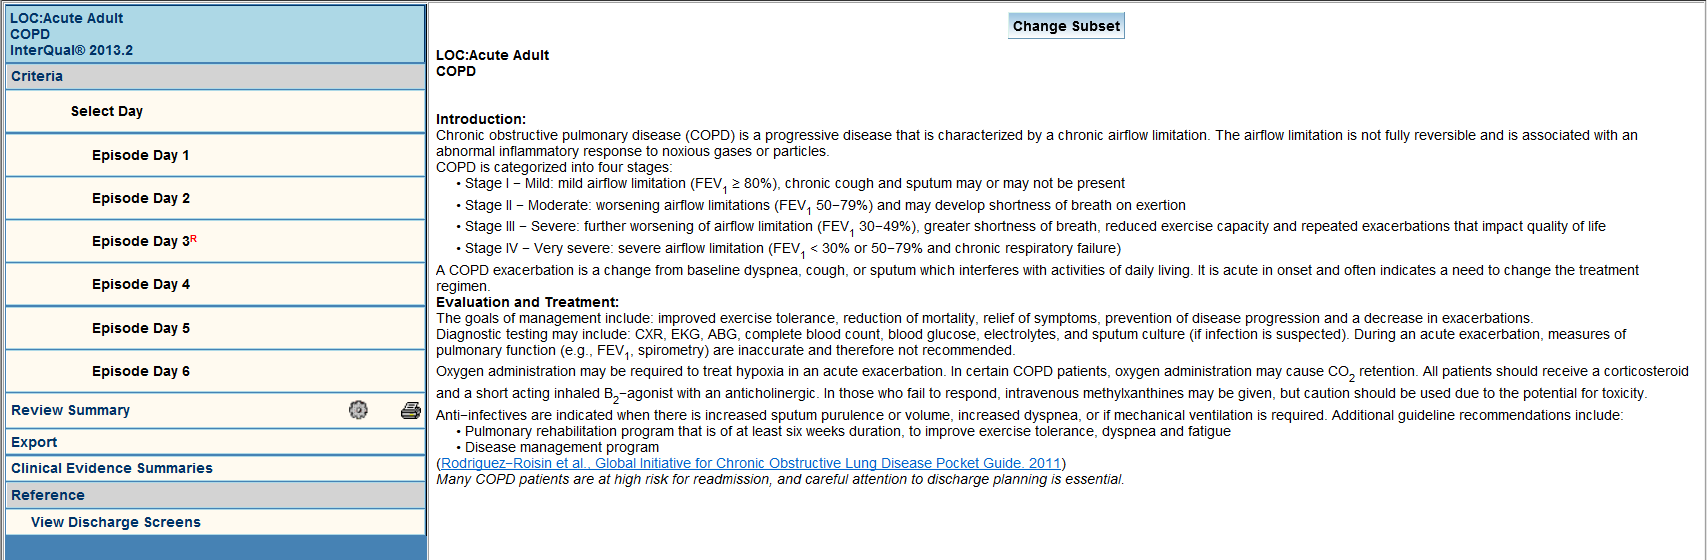 LOC:Acute Adult
COPD
InterQual® 2013.2
Criteria
Select Day
Episode Day 1
Episode Day 2
Episode Day 3R
Episode Day 4
Episode Day 5
Episode Day 6
Review Summary
Export
Clinical Evidence Summaries
Reference
View Discharge Screens
Change Subset
LOC:Acute Adult
COPD
Introduction:
Chronic obstructive pulmonary disease (COPD) is a progressive disease that is characterized by a chronic airflow limitation. The airflow limitation is not fully reversible and is associated with an
abnormal inflammatory response to noxious gases or particles.
COPD is categorized into four stages:
• Stage I − Mild: mild airflow limitation (FEV1 ≥ 80%), chronic cough and sputum may or may not be present
• Stage II − Moderate: worsening airflow limitations (FEV1 50−79%) and may develop shortness of breath on exertion
• Stage III − Severe: further worsening of airflow limitation (FEV1 30−49%), greater shortness of breath, reduced exercise capacity and repeated exacerbations that impact quality of life
• Stage IV − Very severe: severe airflow limitation (FEV1 < 30% or 50−79% and chronic respiratory failure)
A COPD exacerbation is a change from baseline dyspnea, cough, or sputum which interferes with activities of daily living. It is acute in onset and often indicates a need to change the treatment
regimen.
Evaluation and Treatment:
The goals of management include: improved exercise tolerance, reduction of mortality, relief of symptoms, prevention of disease progression and a decrease in exacerbations.
Diagnostic testing may include: CXR, EKG, ABG, complete blood count, blood glucose, electrolytes, and sputum culture (if infection is suspected). During an acute exacerbation, measures of
pulmonary function (e.g., FEV1, spirometry) are inaccurate and therefore not recommended.
Oxygen administration may be required to treat hypoxia in an acute exacerbation. In certain COPD patients, oxygen administration may cause CO2 retention. All patients should receive a corticosteroid
and a short acting inhaled B2−agonist with an anticholinergic. In those who fail to respond, intravenous methylxanthines may be given, but caution should be used due to the potential for toxicity.
Anti−infectives are indicated when there is increased sputum purulence or volume, increased dyspnea, or if mechanical ventilation is required. Additional guideline recommendations include:
• Pulmonary rehabilitation program that is of at least six weeks duration, to improve exercise tolerance, dyspnea and fatigue
• Disease management program
(Rodriguez−Roisin et al., Global Initiative for Chronic Obstructive Lung Disease Pocket Guide. 2011)
Many COPD patients are at high risk for readmission, and careful attention to discharge planning is essential.